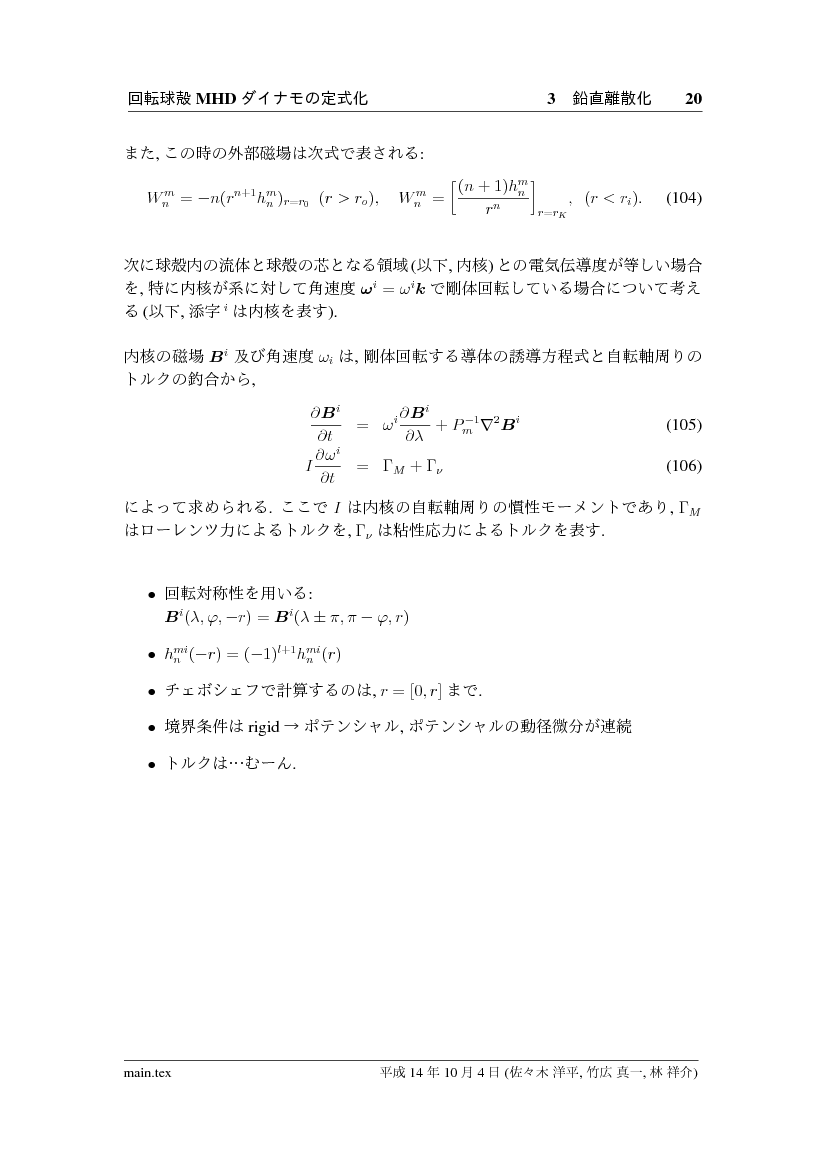 回転球殻 MHD ダイナモの定式化 3 鉛直離散化 20
また, この時の外部磁場は次式で表される:
$W_n^m = -n(r^{n+1}h_n^m)_{r=r_0}\ (r > r_o),\quad W_n^m = \left[\frac{(n+1)h_n^m}{r^n}\right]_{r=r_K},\ (r < r_i).$ (104)
次に球殻内の流体と球殻の芯となる領域 (以下, 内核) との電気伝導度が等しい場合
を, 特に内核が系に対して角速度 $\boldsymbol{\omega}^i = \omega^i \boldsymbol{k}$ で剛体回転している場合について考え
る (以下, 添字 $^i$ は内核を表す).
内核の磁場 $\boldsymbol{B}^i$ 及び角速度 $\omega_i$ は, 剛体回転する導体の誘導方程式と自転軸周りの
トルクの釣合から,
$\frac{\partial \boldsymbol{B}^i}{\partial t} = \omega^i \frac{\partial \boldsymbol{B}^i}{\partial \lambda} + P_m^{-1} \nabla^2 \boldsymbol{B}^i$ (105)
$I \frac{\partial \omega^i}{\partial t} = \Gamma_M + \Gamma_\nu$ (106)
によって求められる. ここで $I$ は内核の自転軸周りの慣性モーメントであり, $\Gamma_M$
はローレンツ力によるトルクを, $\Gamma_\nu$ は粘性応力によるトルクを表す.
• 回転対称性を用いる:
$\boldsymbol{B}^i(\lambda, \varphi, -r) = \boldsymbol{B}^i(\lambda \pm \pi, \pi - \varphi, r)$
• $h_n^{mi}(-r) = (-1)^{l+1} h_n^{mi}(r)$
• チェボシェフで計算するのは, $r = [0, r]$ まで.
• 境界条件は rigid → ポテンシャル, ポテンシャルの動径微分が連続
• トルクは…むーん.
main.tex 平成 14 年 10 月 4 日 (佐々木 洋平, 竹広 真一, 林 祥介)